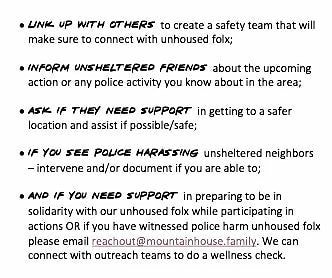 • LINK UP WITH OTHERS to create a safety team that will
make sure to connect with unhoused folx;
• INFORM UNSHELTERED FRIENDS about the upcoming
action or any police activity you know about in the area;
• ASK IF THEY NEED SUPPORT in getting to a safer
location and assist if possible/safe;
• IF YOU SEE POLICE HARASSING unsheltered neighbors
– intervene and/or document if you are able to;
• AND IF YOU NEED SUPPORT in preparing to be in
solidarity with our unhoused folx while participating in
actions OR if you have witnessed police harm unhoused folx
please email reachout@mountainhouse.family. We can
connect with outreach teams to do a wellness check.